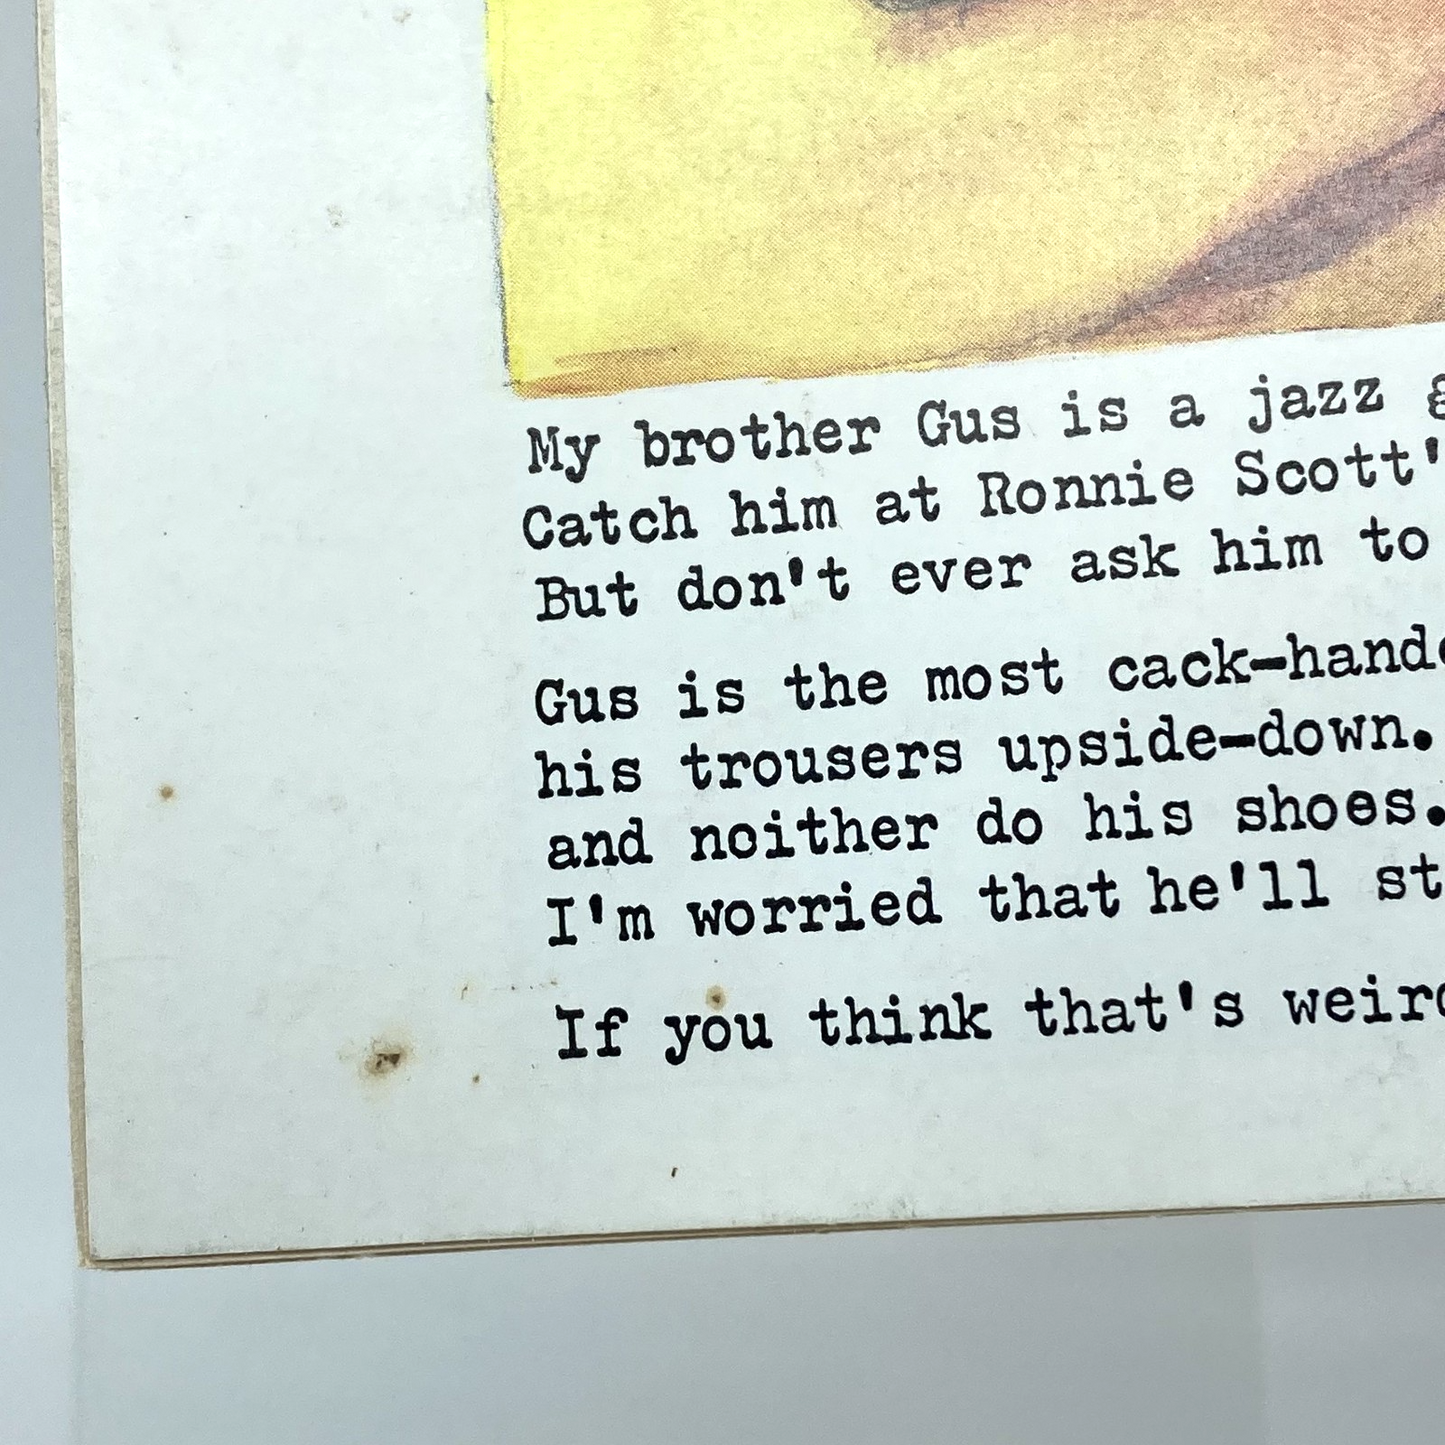 My brother Gus is a jazz
Catch him at Ronnie Scott'
But don't ever ask him to
Gus is the most cack-hande
his trousers upside-down.
and noither do his shoes.
I'm worried that he'll st
If you think that's weird